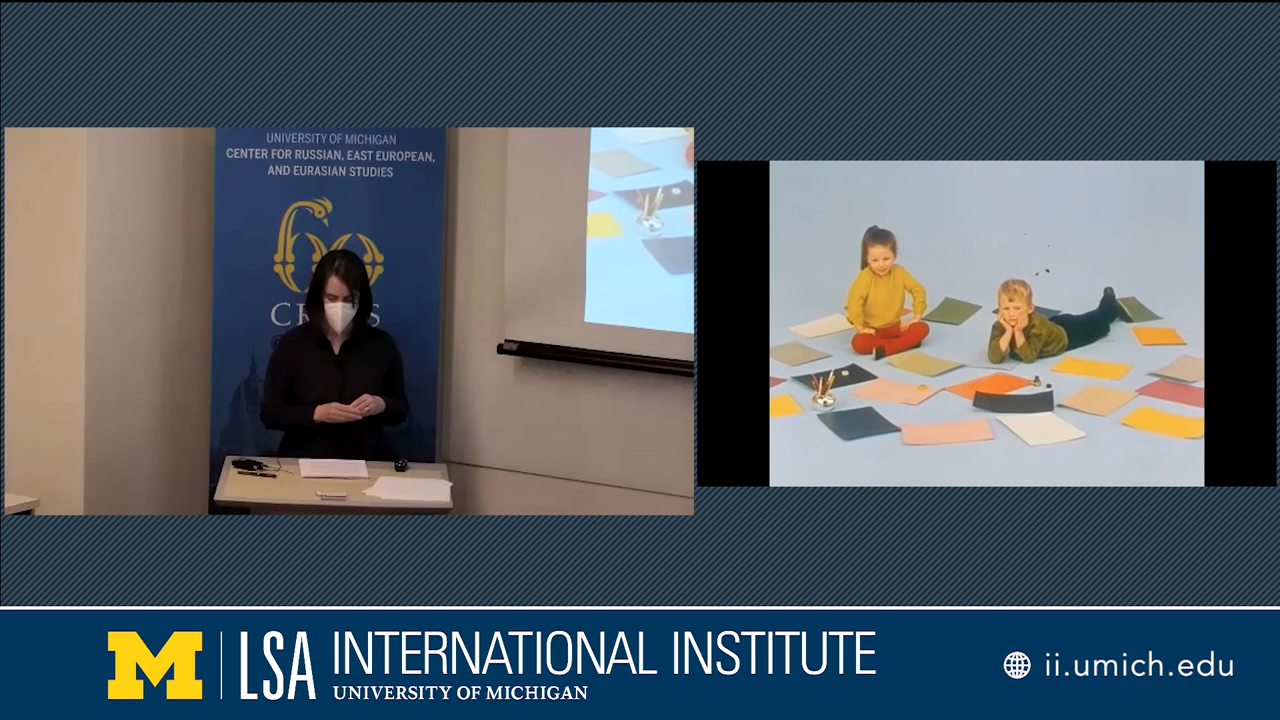 UNIVERSITY OF MICHIGAN
CENTER FOR RUSSIAN, EAST EUROPEAN,
AND EURASIAN STUDIES
60
M
LSA
INTERNATIONAL INSTITUTE
UNIVERSITY OF MICHIGAN
ii.umich.edu